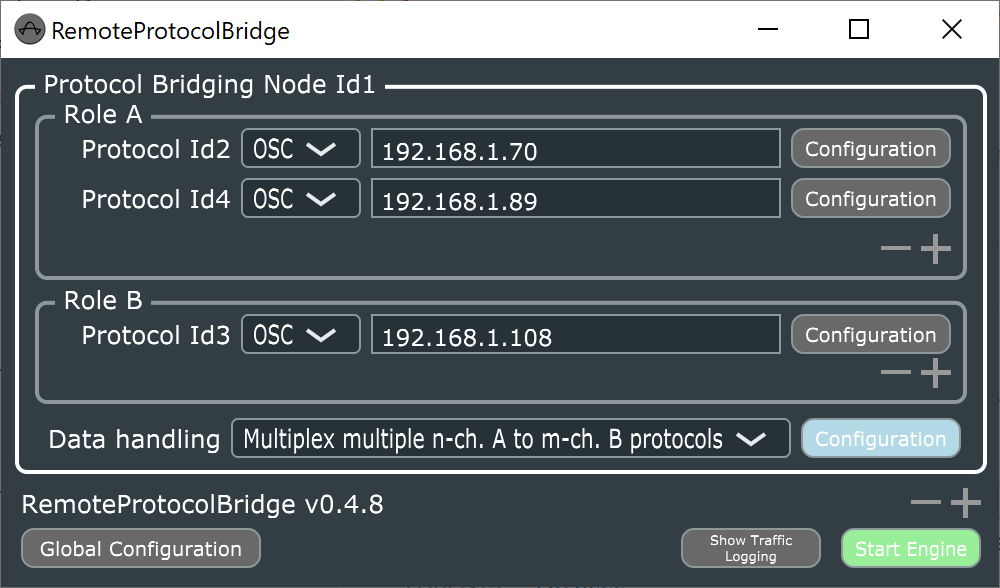 RemoteProtocolBridge
Protocol Bridging Node Id1
Role A
Protocol Id2 OSC 192.168.1.70 Configuration
Protocol Id4 OSC 192.168.1.89 Configuration
Role B
Protocol Id3 OSC 192.168.1.108 Configuration
Data handling Multiplex multiple n-ch. A to m-ch. B protocols Configuration
RemoteProtocolBridge v0.4.8
Global Configuration
Show Traffic
Logging
Start Engine